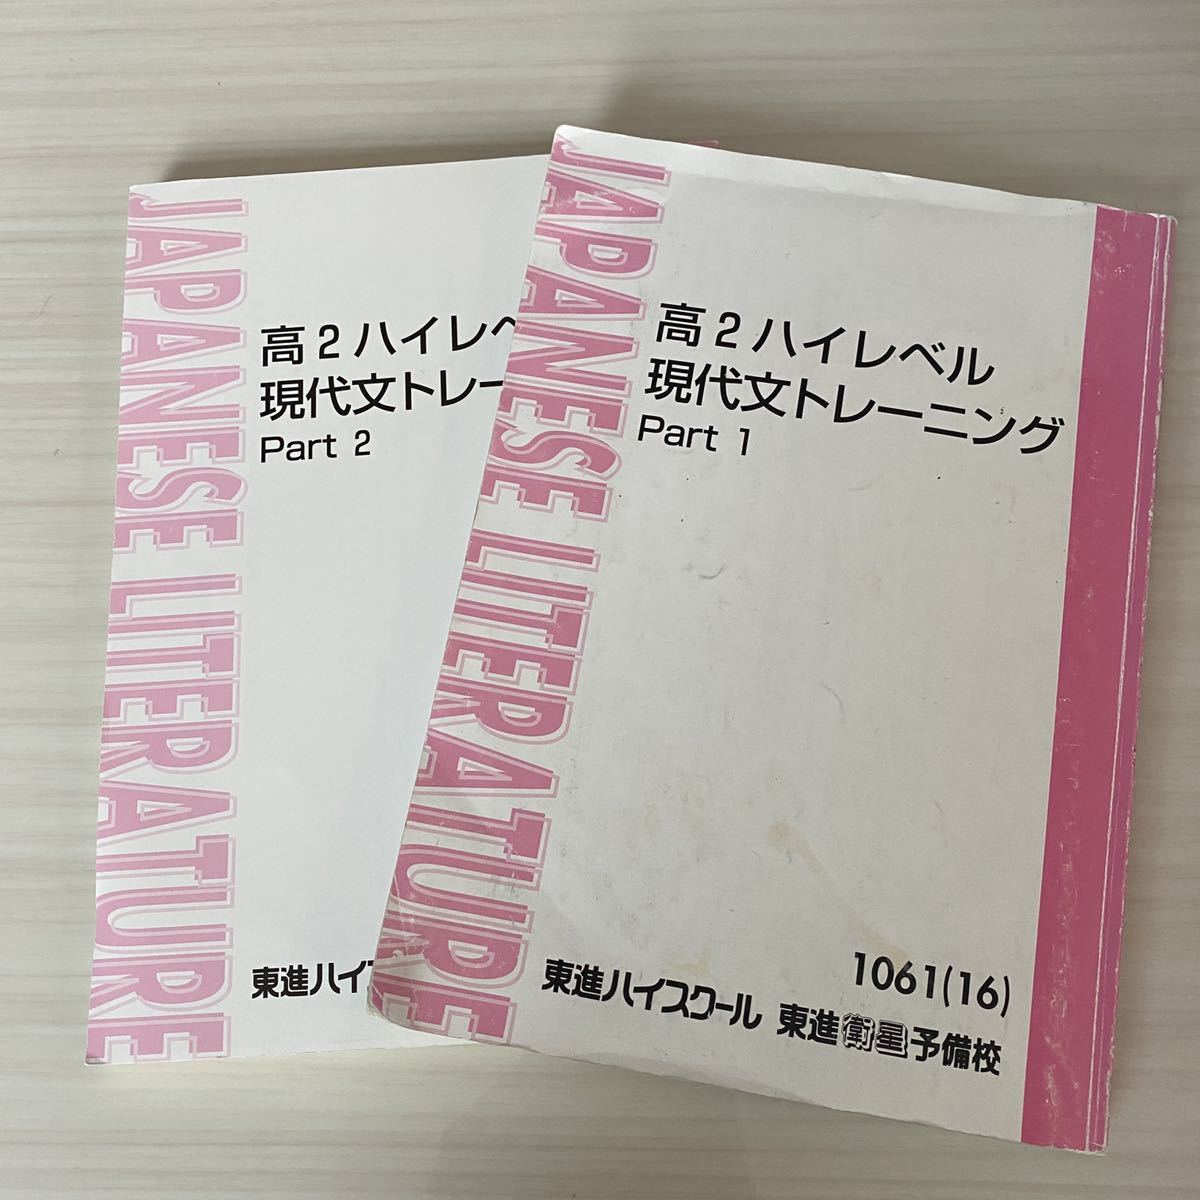 JAPANESE LITERATURE
高2ハイレベ
現代文トレー
Part 2
東進ハイス
JAPANESE LITERATURE
高2ハイレベル
現代文トレーニング
Part 1
1061(16)
東進ハイスクール 東進衛星予備校